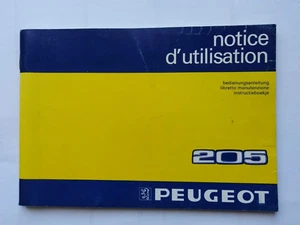 notice
d'utilisation
bedienungsanleitung
libretto manutenzione
instructieboekje
205
PEUGEOT